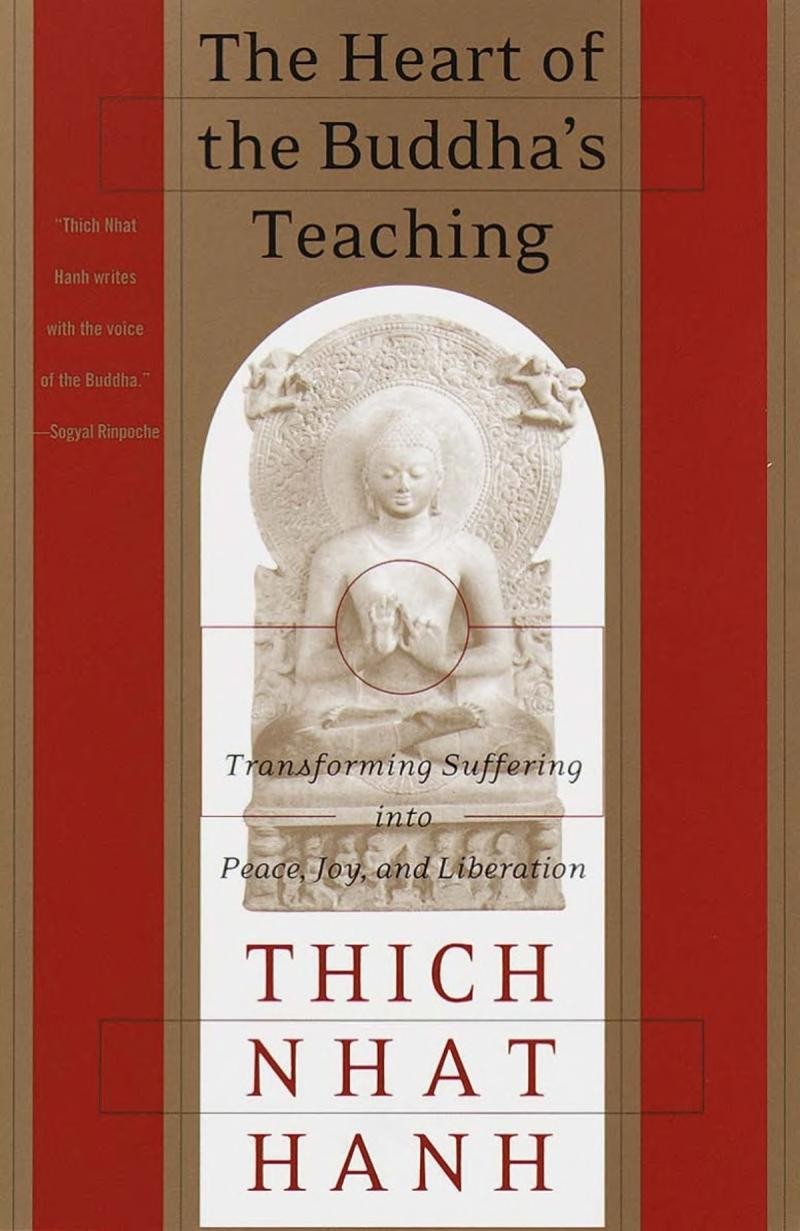 The Heart of
the Buddha's
Teaching
"Thich Nhat
Hanh writes
with the voice
of the Buddha."
—Sogyal Rinpoche
Transforming Suffering
into
Peace, Joy, and Liberation
THICH
NHAT
HANH